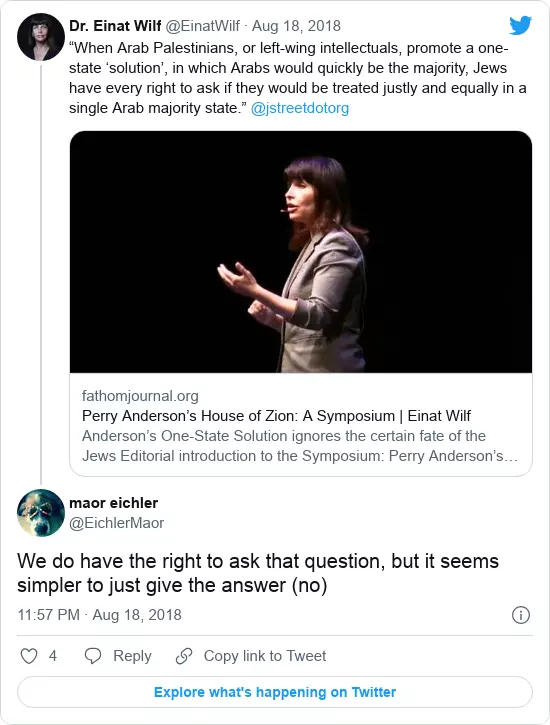 Dr. Einat Wilf @EinatWilf · Aug 18, 2018
“When Arab Palestinians, or left-wing intellectuals, promote a one-
state ‘solution’, in which Arabs would quickly be the majority, Jews
have every right to ask if they would be treated justly and equally in a
single Arab majority state.” @jstreetdotorg
fathomjournal.org
Perry Anderson’s House of Zion: A Symposium | Einat Wilf
Anderson’s One-State Solution ignores the certain fate of the
Jews Editorial introduction to the Symposium: Perry Anderson’s…
maor eichler
@EichlerMaor
We do have the right to ask that question, but it seems
simpler to just give the answer (no)
11:57 PM · Aug 18, 2018
4 Reply Copy link to Tweet
Explore what's happening on Twitter